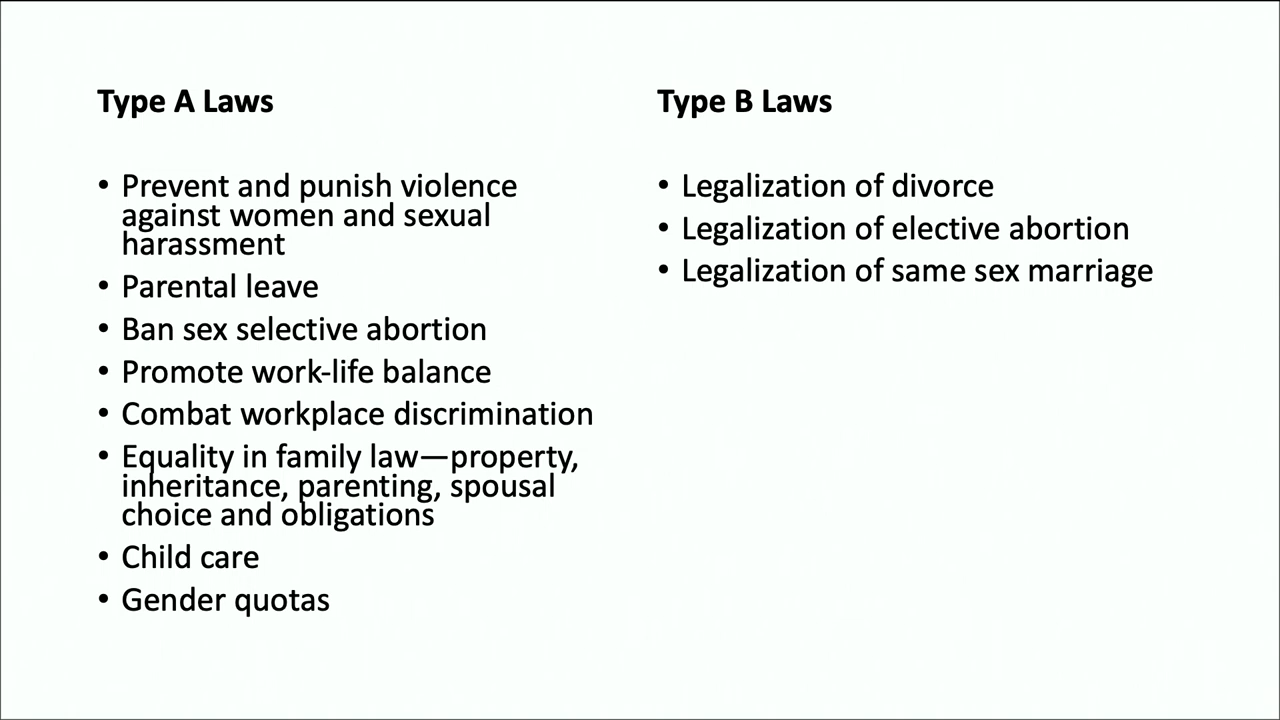 Type A Laws
• Prevent and punish violence
against women and sexual
harassment
• Parental leave
• Ban sex selective abortion
• Promote work-life balance
• Combat workplace discrimination
• Equality in family law—property,
inheritance, parenting, spousal
choice and obligations
• Child care
• Gender quotas
Type B Laws
• Legalization of divorce
• Legalization of elective abortion
• Legalization of same sex marriage